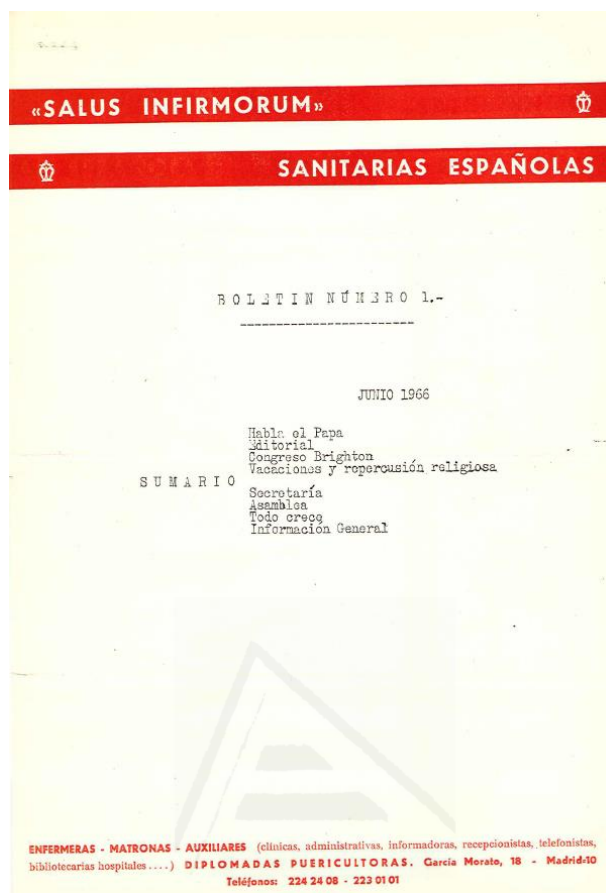 «SALUS INFIRMORUM»
SANITARIAS ESPAÑOLAS
BOLETIN NÚMERO 1.-
JUNIO 1966
Habla el Papa
Editorial
Congreso Brighton
Vacaciones y repercusión religiosa
SUMARIO
Secretaría
Asamblea
Todo crece
Informacion General
ENFERMERAS - MATRONAS - AUXILIARES (clínicas, administrativas, informadoras, recepcionistas, telefonistas,
bibliotecarias hospitales....) DIPLOMADAS PUERICULTORAS. García Morato, 18 - Madrid-10
Teléfonos: 224 24 08 - 223 01 01